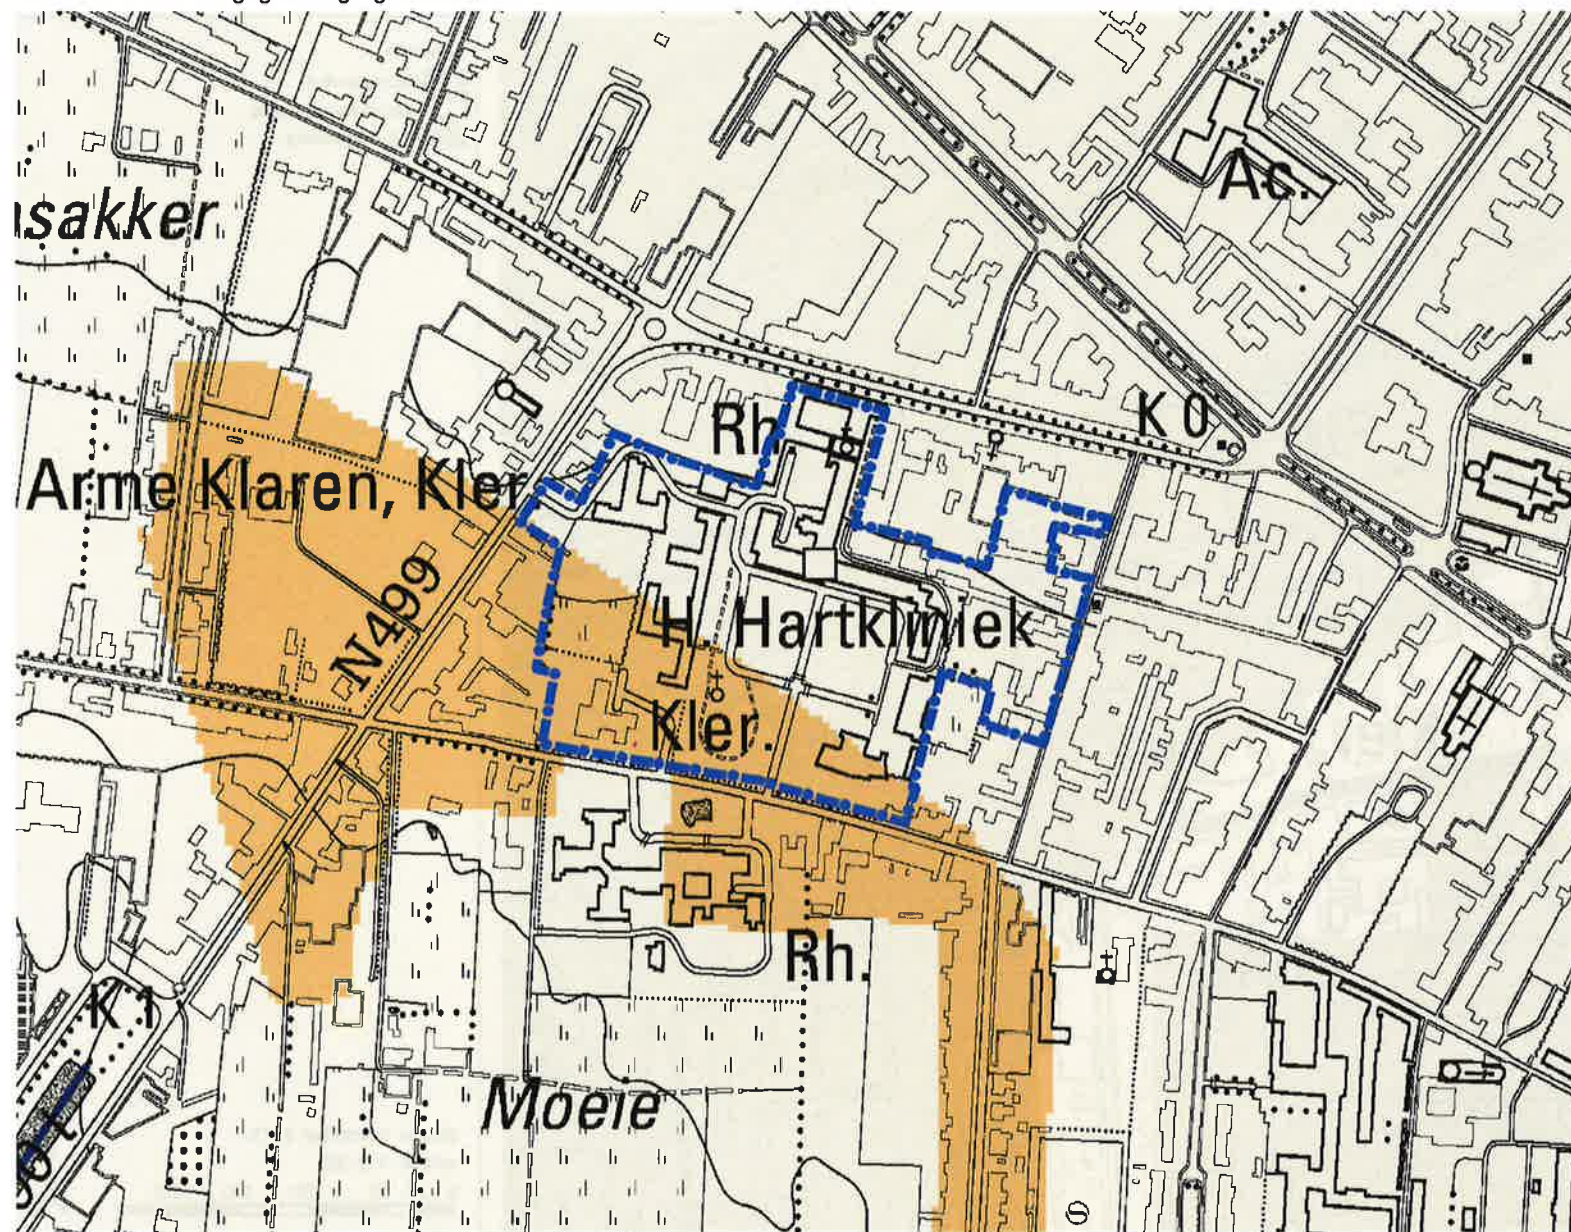 Ac.
sakker
K 0
Rh.
Arme Klaren, Kler.
N499
H. Hartkliniek
Kler.
Rh.
K 1
Moeie